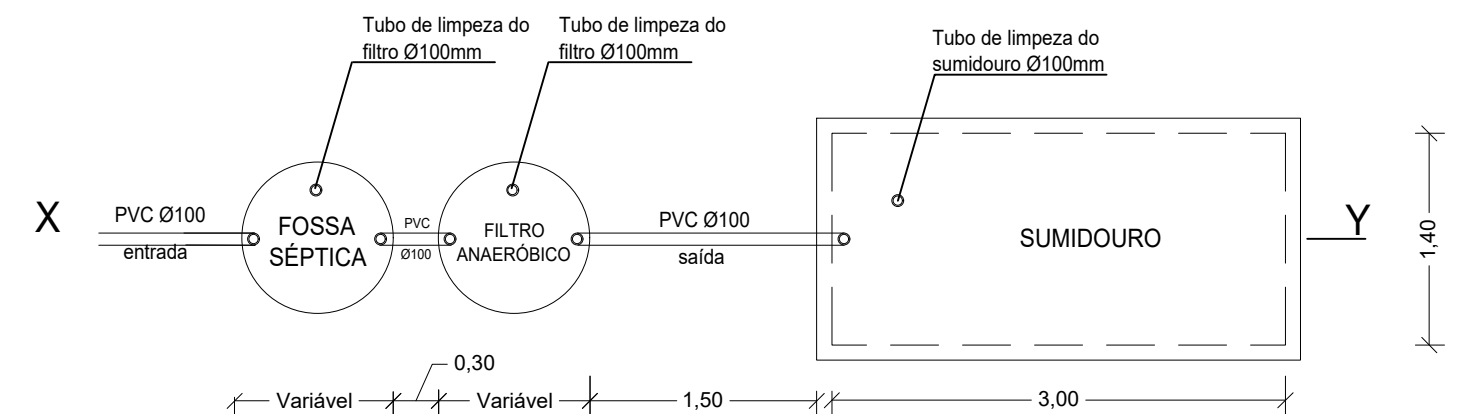 Tubo de limpeza do
filtro Ø100mm
Tubo de limpeza do
filtro Ø100mm
Tubo de limpeza do
sumidouro Ø100mm
X
PVC Ø100
entrada
FOSSA
SÉPTICA
PVC
Ø100
FILTRO
ANAERÓBICO
PVC Ø100
saída
SUMIDOURO
Y
1,40
0,30
Variável
Variável
1,50
3,00